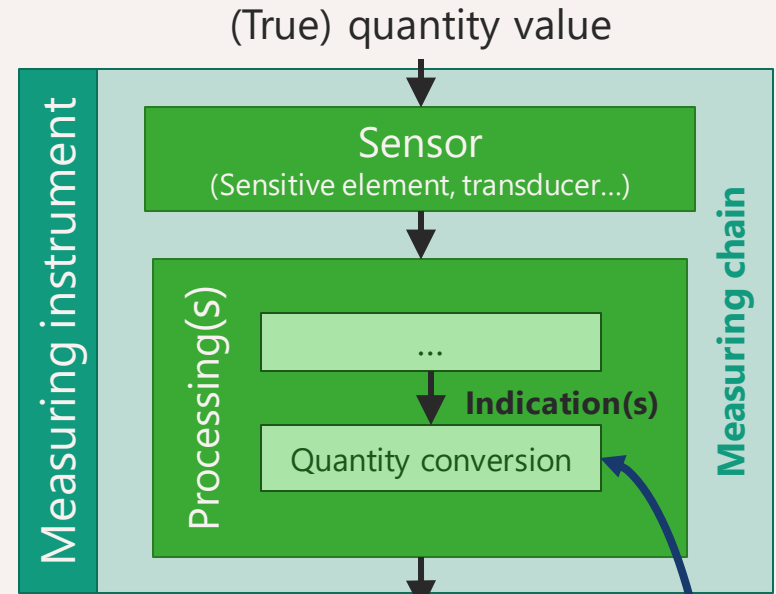 (True) quantity value
Measuring instrument
Sensor
(Sensitive element, transducer...)
Measuring chain
Processing(s)
...
Indication(s)
Quantity conversion